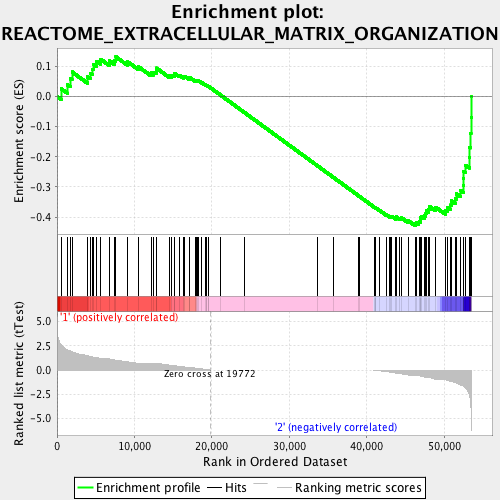 Enrichment plot:
REACTOME_EXTRACELLULAR_MATRIX_ORGANIZATION
Enrichment score (ES)
0.1
0.0
-0.1
-0.2
-0.3
-0.4
'1' (positively correlated)
Ranked list metric (tTest)
5.0
2.5
0.0
-2.5
-5.0
Zero cross at 19772
'2' (negatively correlated)
0
10,000
20,000
30,000
40,000
50,000
Rank in Ordered Dataset
Enrichment profile
Hits
Ranking metric scores